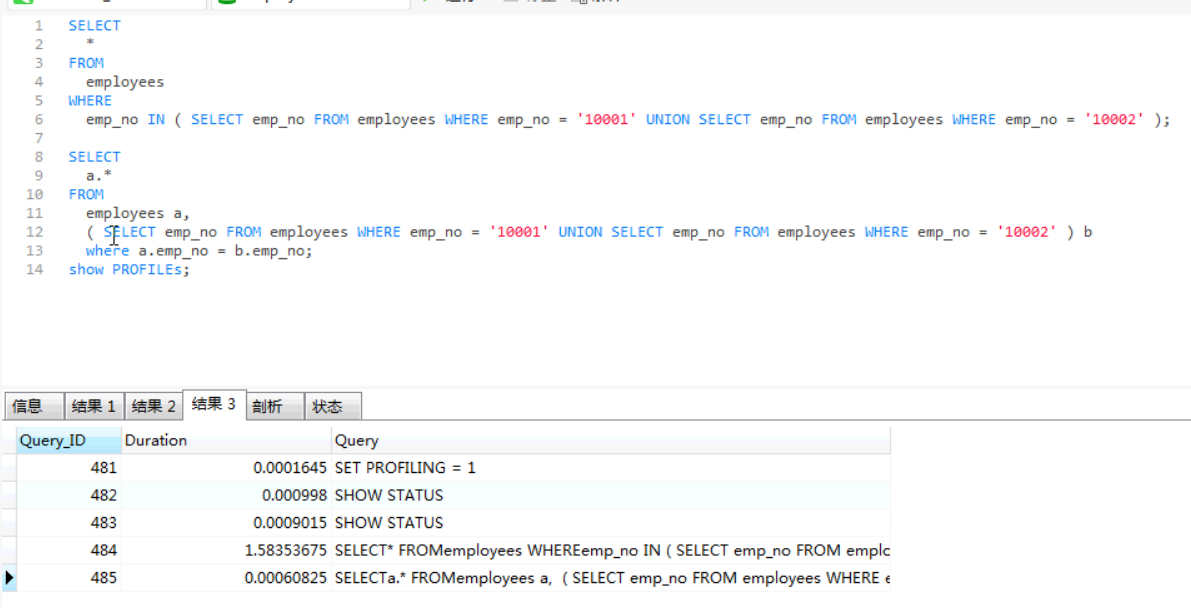 1 SELECT
2 *
3 FROM
4 employees
5 WHERE
6 emp_no IN ( SELECT emp_no FROM employees WHERE emp_no = '10001' UNION SELECT emp_no FROM employees WHERE emp_no = '10002' );
7
8 SELECT
9 a.*
10 FROM
11 employees a,
12 ( SELECT emp_no FROM employees WHERE emp_no = '10001' UNION SELECT emp_no FROM employees WHERE emp_no = '10002' ) b
13 where a.emp_no = b.emp_no;
14 show PROFILEs;
信息 结果 1 结果 2 结果 3 剖析 状态
Query_ID Duration Query
481 0.0001645 SET PROFILING = 1
482 0.000998 SHOW STATUS
483 0.0009015 SHOW STATUS
484 1.58353675 SELECT* FROMemployees WHEREemp_no IN ( SELECT emp_no FROM emplc
485 0.00060825 SELECTa.* FROMemployees a, ( SELECT emp_no FROM employees WHERE e